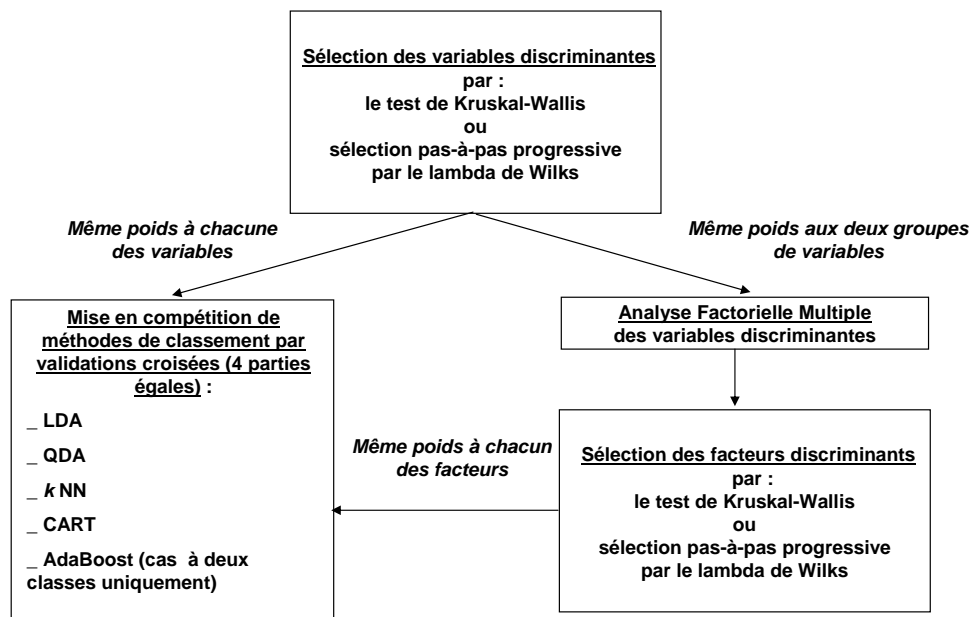 Sélection des variables discriminantes
par :
le test de Kruskal-Wallis
ou
sélection pas-à-pas progressive
par le lambda de Wilks
Même poids à chacune
des variables
Même poids aux deux groupes
de variables
Mise en compétition de
méthodes de classement par
validations croisées (4 parties
égales) :
_ LDA
_ QDA
_ k NN
_ CART
_ AdaBoost (cas à deux
classes uniquement)
Analyse Factorielle Multiple
des variables discriminantes
Même poids à chacun
des facteurs
Sélection des facteurs discriminants
par :
le test de Kruskal-Wallis
ou
sélection pas-à-pas progressive
par le lambda de Wilks